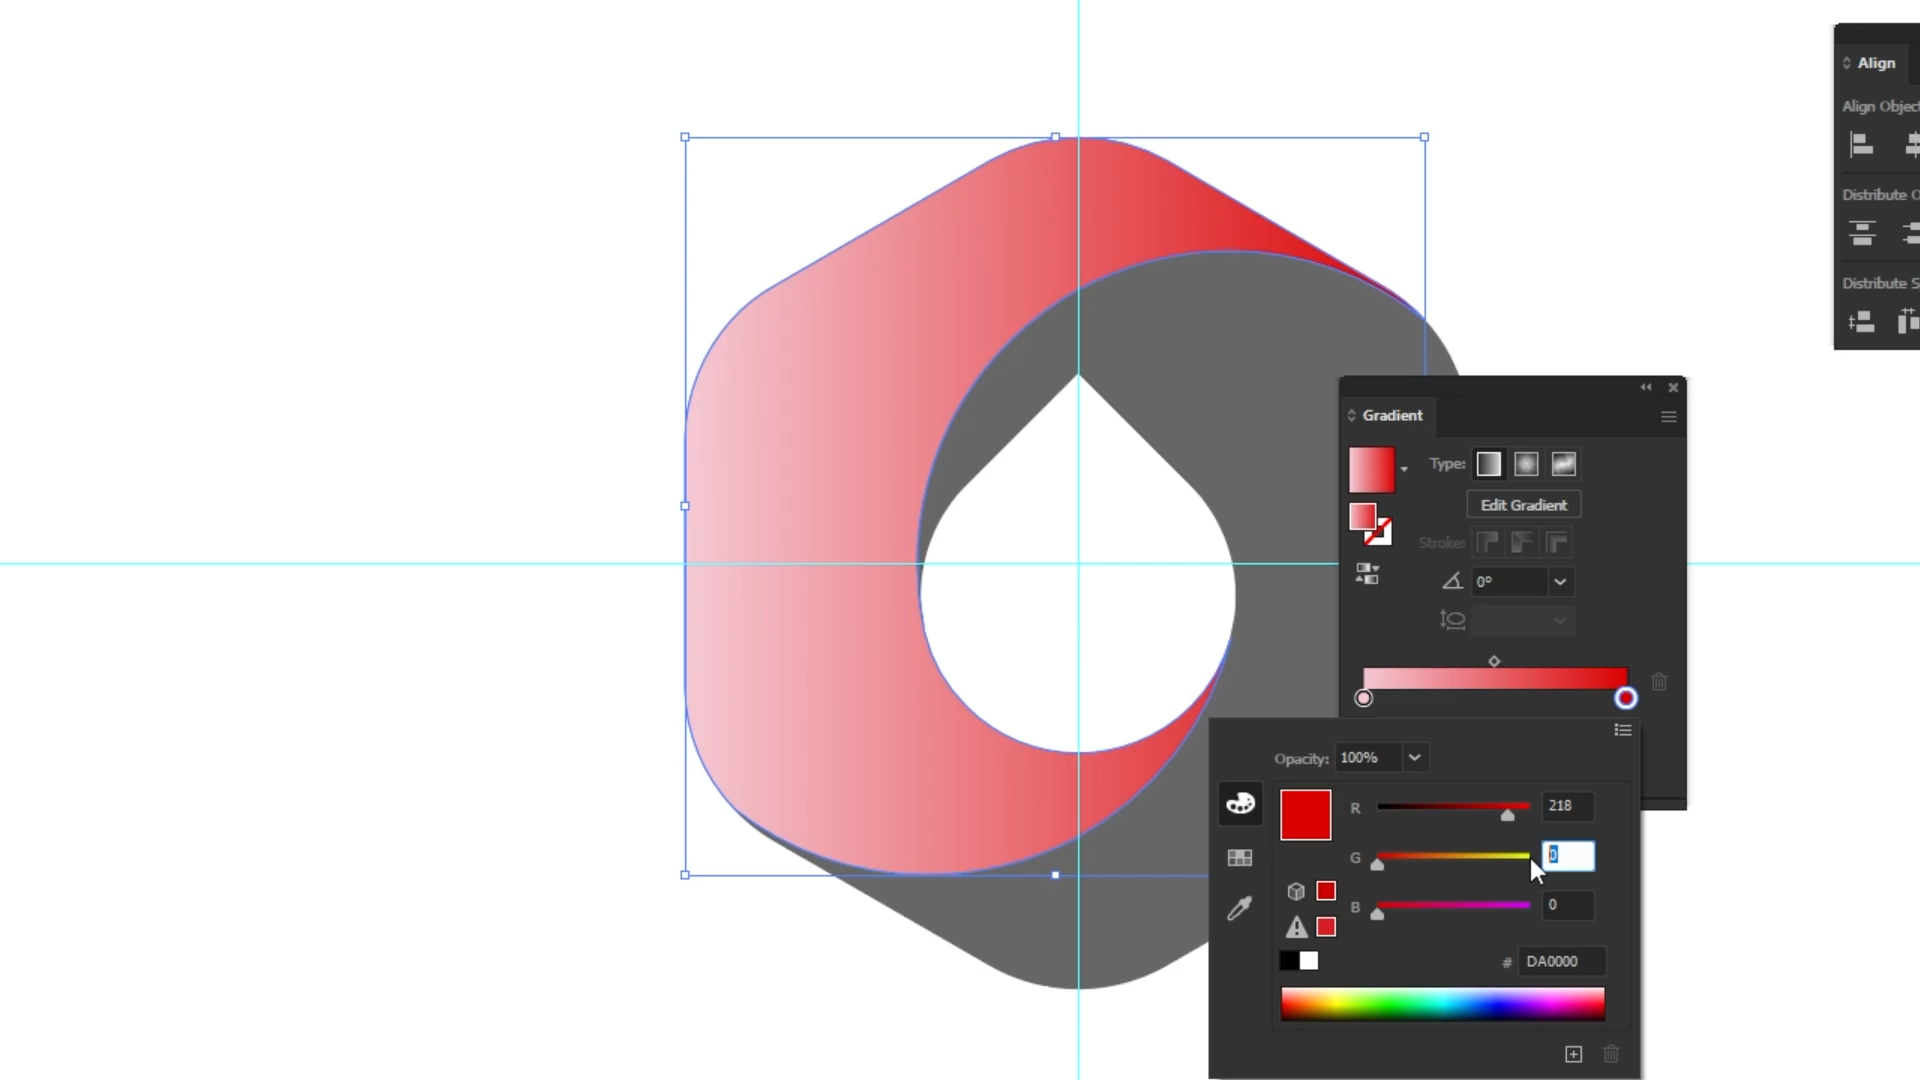 Align
Align Objec
Distribute O
Distribute S
Gradient
Type:
Edit Gradient
Stroke:
0°
Opacity: 100%
R 218
G 0
B 0
# DA0000